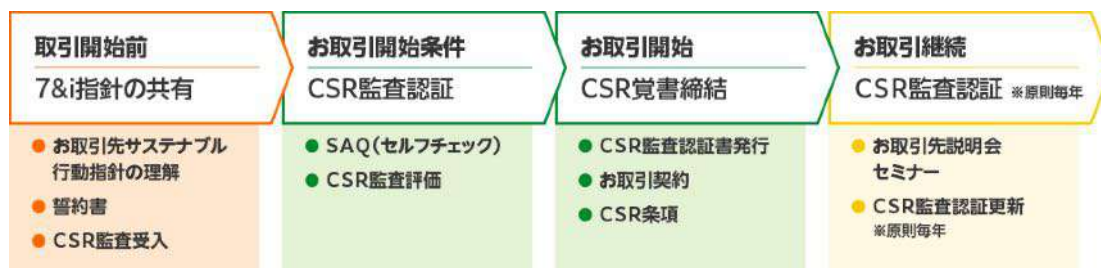 取引開始前
7&i指針の共有
● お取引先サステナブル
行動指針の理解
● 誓約書
● CSR監査受入
お取引開始条件
CSR監査認証
● SAQ(セルフチェック)
● CSR監査評価
お取引開始
CSR覚書締結
● CSR監査認証書発行
● お取引契約
● CSR条項
お取引継続
CSR監査認証 ※原則毎年
● お取引先説明会
セミナー
● CSR監査認証更新
※原則毎年